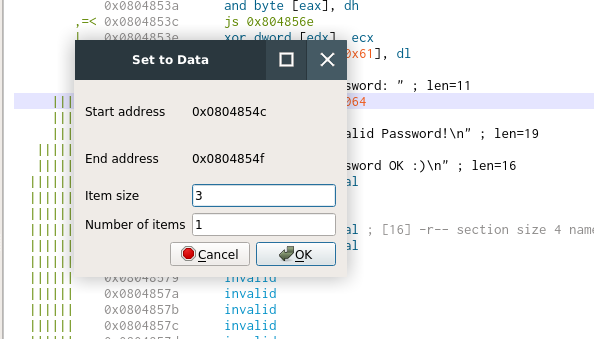 0x0804853a and byte [eax], dh
,=< 0x0804853c js 0x804856e
0x0804853e xor dword [edx], ecx
0x61], dl
Set to Data
sword: " ; len=11
Start address 0x0804854c
064
alid Password!\n" ; len=19
End address 0x0804854f
sword OK :)\n" ; len=16
al
Item size 3
Number of items 1
al ; [16] -r-- section size 4 name
al
Cancel OK
0x08048579 invalid
0x0804857a invalid
0x0804857b invalid
0x0804857c invalid